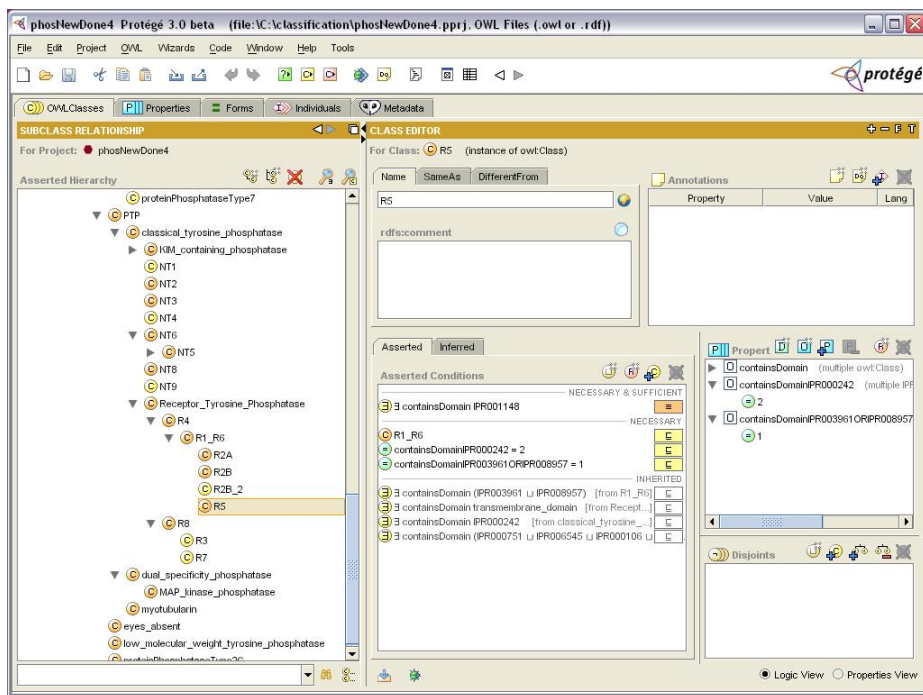 phosNewDone4 Protégé 3.0 beta (file:\C:\classification\phosNewDone4.pprj, OWL Files (.owl or .rdf))
File Edit Project OWL Wizards Code Window Help Tools
protégé
OWLClasses Properties Forms Individuals Metadata
SUBCLASS RELATIONSHIP
For Project: phosNewDone4
Asserted Hierarchy
proteinPhosphataseType7
PTP
classical_tyrosine_phosphatase
KIM_containing_phosphatase
NT1
NT2
NT3
NT4
NT6
NT5
NT8
NT9
Receptor_Tyrosine_Phosphatase
R4
R1_R6
R2A
R2B
R2B_2
R5
R8
R3
R7
dual_specificity_phosphatase
MAP_kinase_phosphatase
myotubularin
eyes_absent
low_molecular_weight_tyrosine_phosphatase
CLASS EDITOR
For Class: R5 (instance of owl:Class)
Name SameAs DifferentFrom
R5
rdfs:comment
Annotations
Property Value Lang
Asserted Inferred
Asserted Conditions
NECESSARY & SUFFICIENT
∃ containsDomain IPR001148
NECESSARY
R1_R6
containsDomainIPR000242 = 2
containsDomainIPR003961ORIPR008957 = 1
INHERITED
∃ containsDomain (IPR003961 ⊔ IPR008957) [from R1_R6]
∃ containsDomain transmembrane_domain [from Recept...]
∃ containsDomain IPR000242 [from classical_tyrosine_...]
∃ containsDomain (IPR000751 ⊔ IPR006545 ⊔ IPR000106 ⊔
Propert
containsDomain (multiple owl:Class)
containsDomainIPR000242 (multiple IPF
2
containsDomainIPR003961ORIPR008957
1
Disjoints
Logic View Properties View